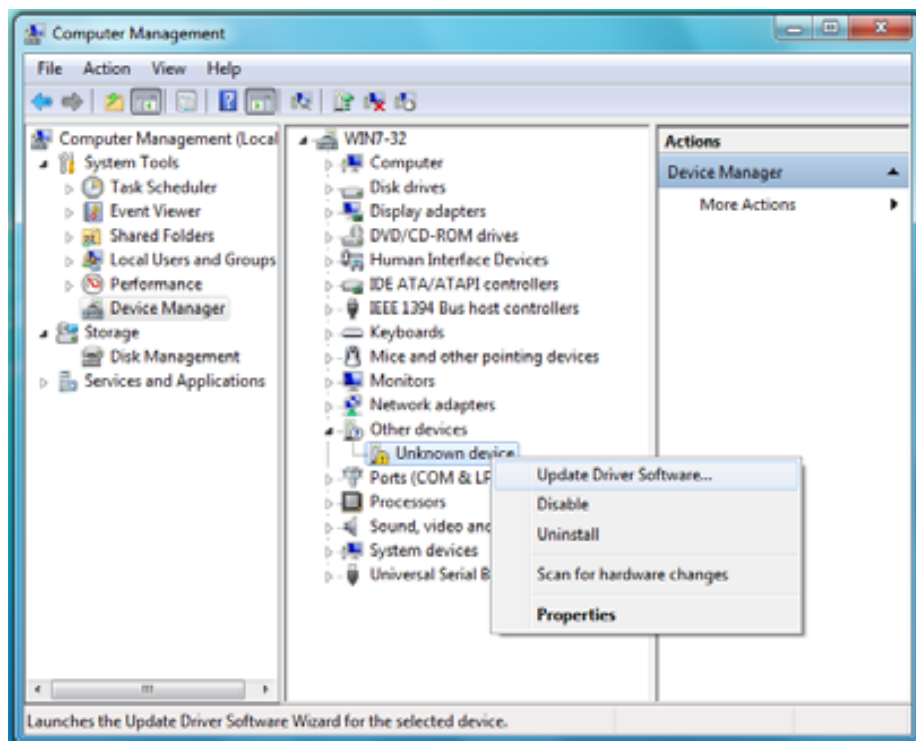 Computer Management
File Action View Help
Computer Management (Local
System Tools
Task Scheduler
Event Viewer
Shared Folders
Local Users and Groups
Performance
Device Manager
Storage
Disk Management
Services and Applications
WIN7-32
Computer
Disk drives
Display adapters
DVD/CD-ROM drives
Human Interface Devices
IDE ATA/ATAPI controllers
IEEE 1394 Bus host controllers
Keyboards
Mice and other pointing devices
Monitors
Network adapters
Other devices
Unknown device
Ports (COM & LP
Processors
Sound, video and
System devices
Universal Serial B
Update Driver Software...
Disable
Uninstall
Scan for hardware changes
Properties
Actions
Device Manager
More Actions
Launches the Update Driver Software Wizard for the selected device.